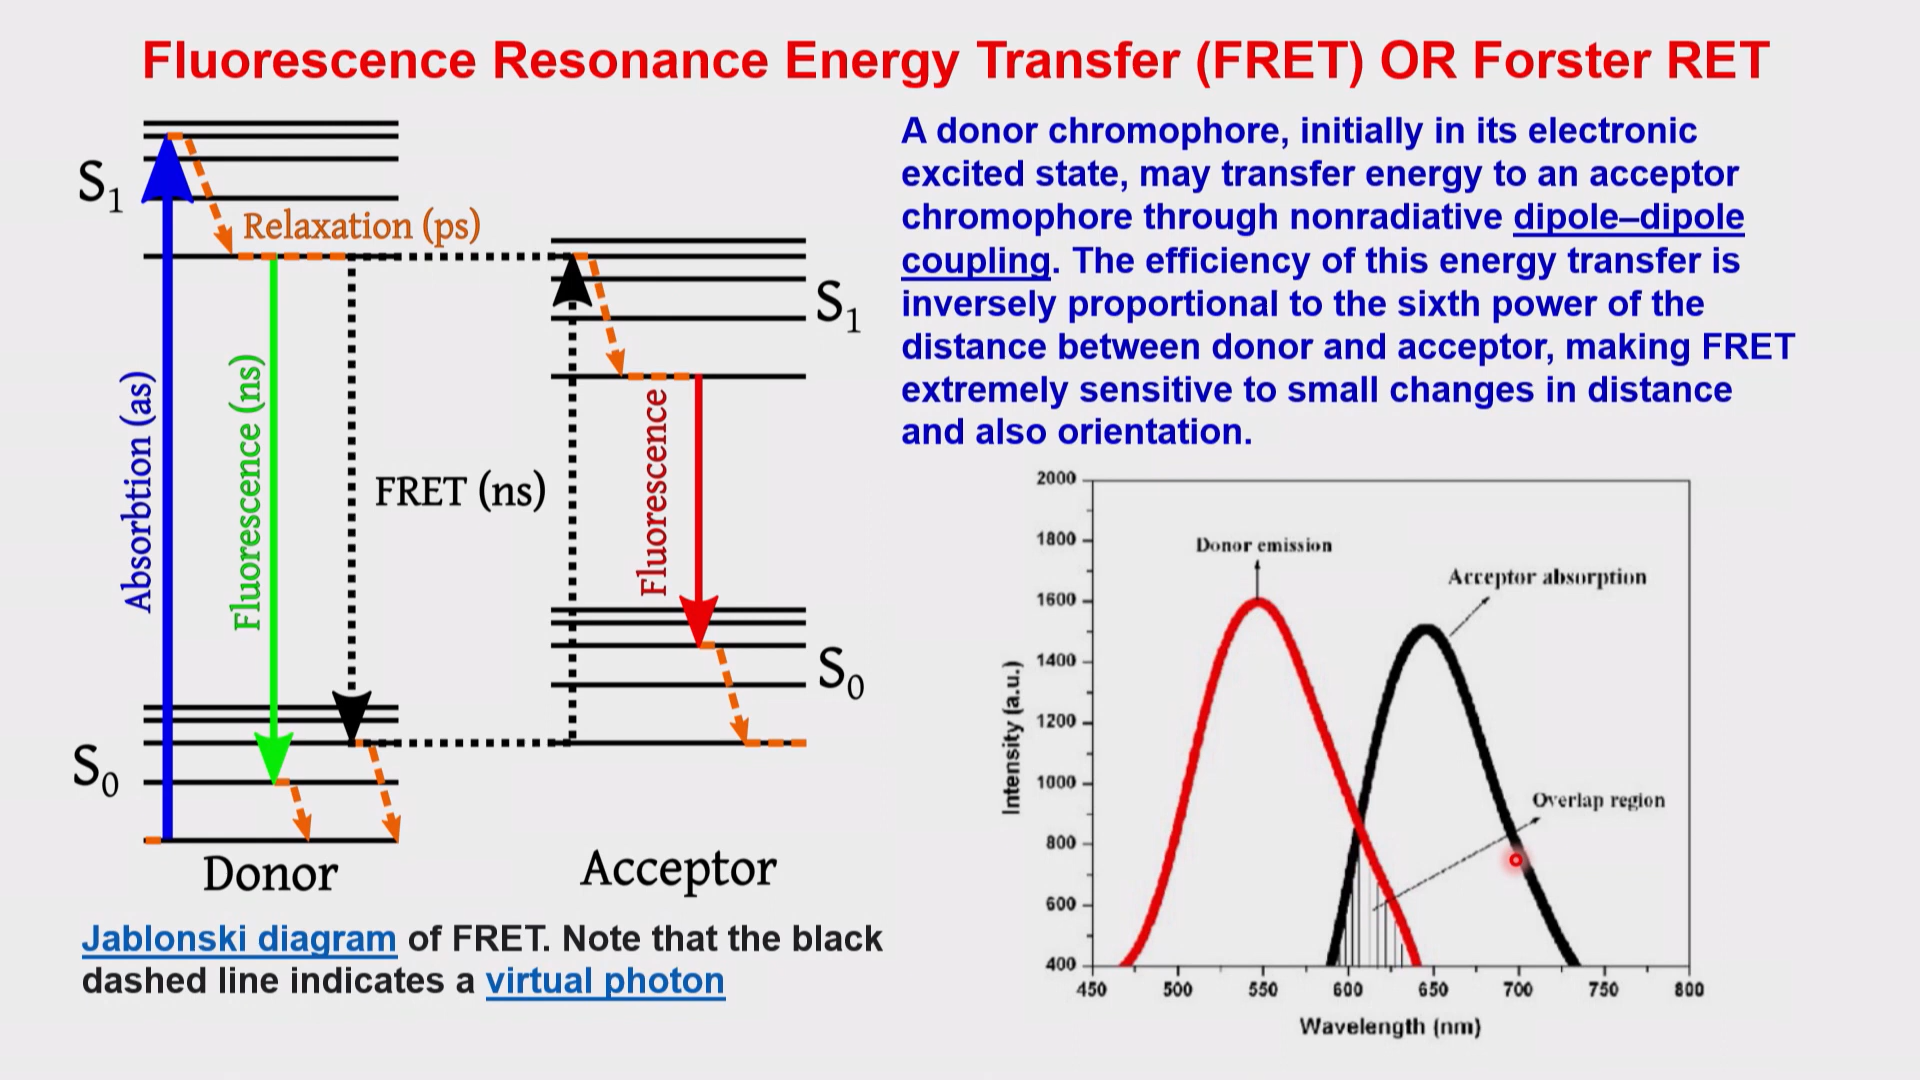 Fluorescence Resonance Energy Transfer (FRET) OR Forster RET
S1
Relaxation (ps)
Absorbtion (as)
Fluorescence (ns)
FRET (ns)
Fluorescence
S1
S0
S0
Donor
Acceptor
Jablonski diagram of FRET. Note that the black
dashed line indicates a virtual photon
A donor chromophore, initially in its electronic
excited state, may transfer energy to an acceptor
chromophore through nonradiative dipole–dipole
coupling. The efficiency of this energy transfer is
inversely proportional to the sixth power of the
distance between donor and acceptor, making FRET
extremely sensitive to small changes in distance
and also orientation.
2000
1800
1600
1400
1200
1000
800
600
400
Intensity (a.u.)
Donor emission
Acceptor absorption
Overlap region
450 500 550 600 650 700 750 800
Wavelength (nm)